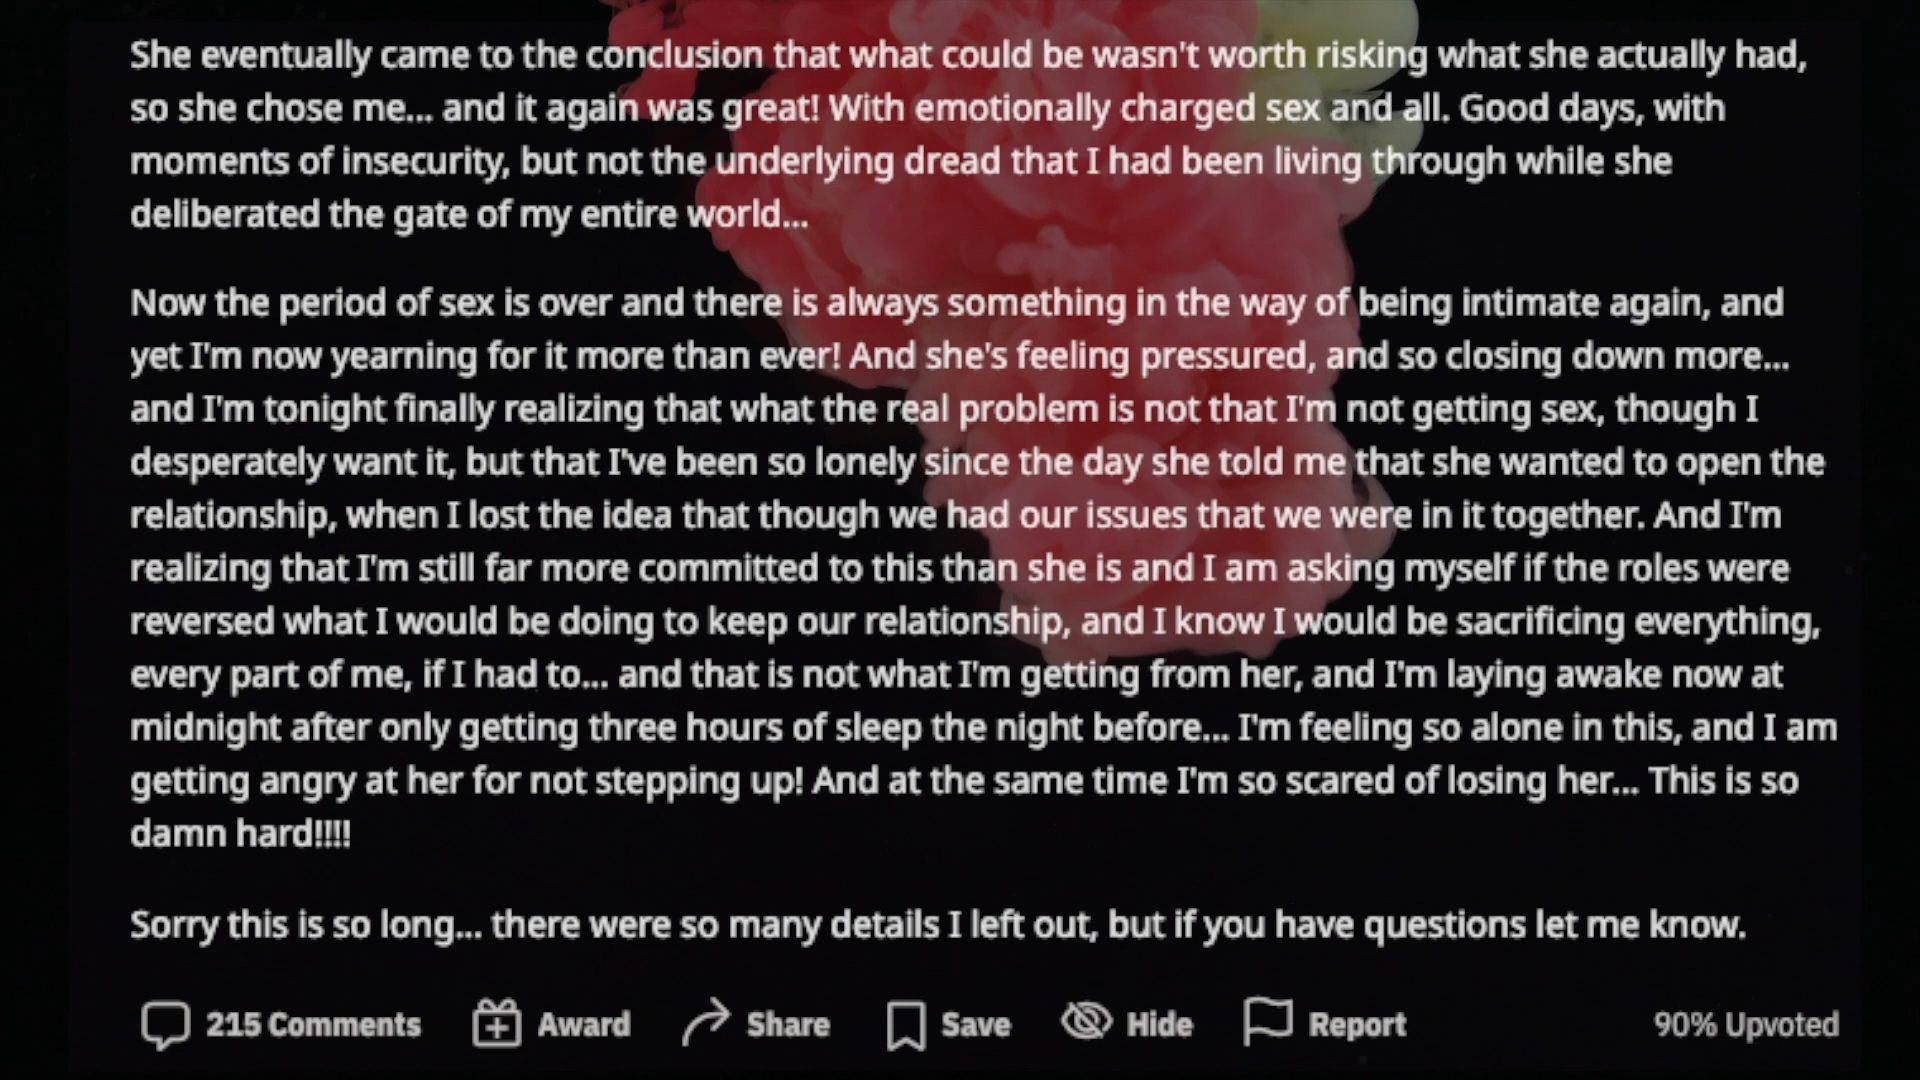 She eventually came to the conclusion that what could be wasn't worth risking what she actually had,
so she chose me... and it again was great! With emotionally charged sex and all. Good days, with
moments of insecurity, but not the underlying dread that I had been living through while she
deliberated the gate of my entire world...
Now the period of sex is over and there is always something in the way of being intimate again, and
yet I'm now yearning for it more than ever! And she's feeling pressured, and so closing down more...
and I'm tonight finally realizing that what the real problem is not that I'm not getting sex, though I
desperately want it, but that I've been so lonely since the day she told me that she wanted to open the
relationship, when I lost the idea that though we had our issues that we were in it together. And I'm
realizing that I'm still far more committed to this than she is and I am asking myself if the roles were
reversed what I would be doing to keep our relationship, and I know I would be sacrificing everything,
every part of me, if I had to... and that is not what I'm getting from her, and I'm laying awake now at
midnight after only getting three hours of sleep the night before... I'm feeling so alone in this, and I am
getting angry at her for not stepping up! And at the same time I'm so scared of losing her... This is so
damn hard!!!!
Sorry this is so long... there were so many details I left out, but if you have questions let me know.
215 Comments Award Share Save Hide Report 90% Upvoted